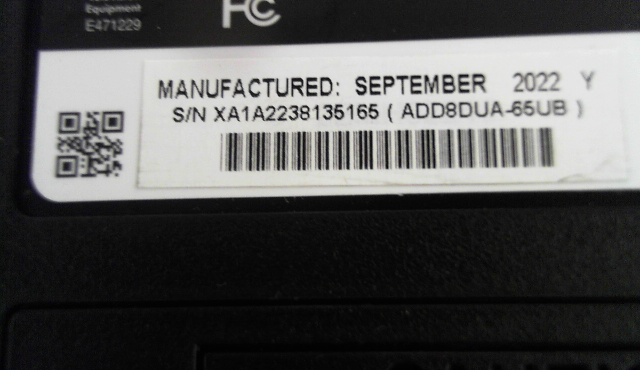 Equipment
E471229
FC
MANUFACTURED: SEPTEMBER 2022 Y
S/N XA1A2238135165 ( ADD8DUA-65UB )